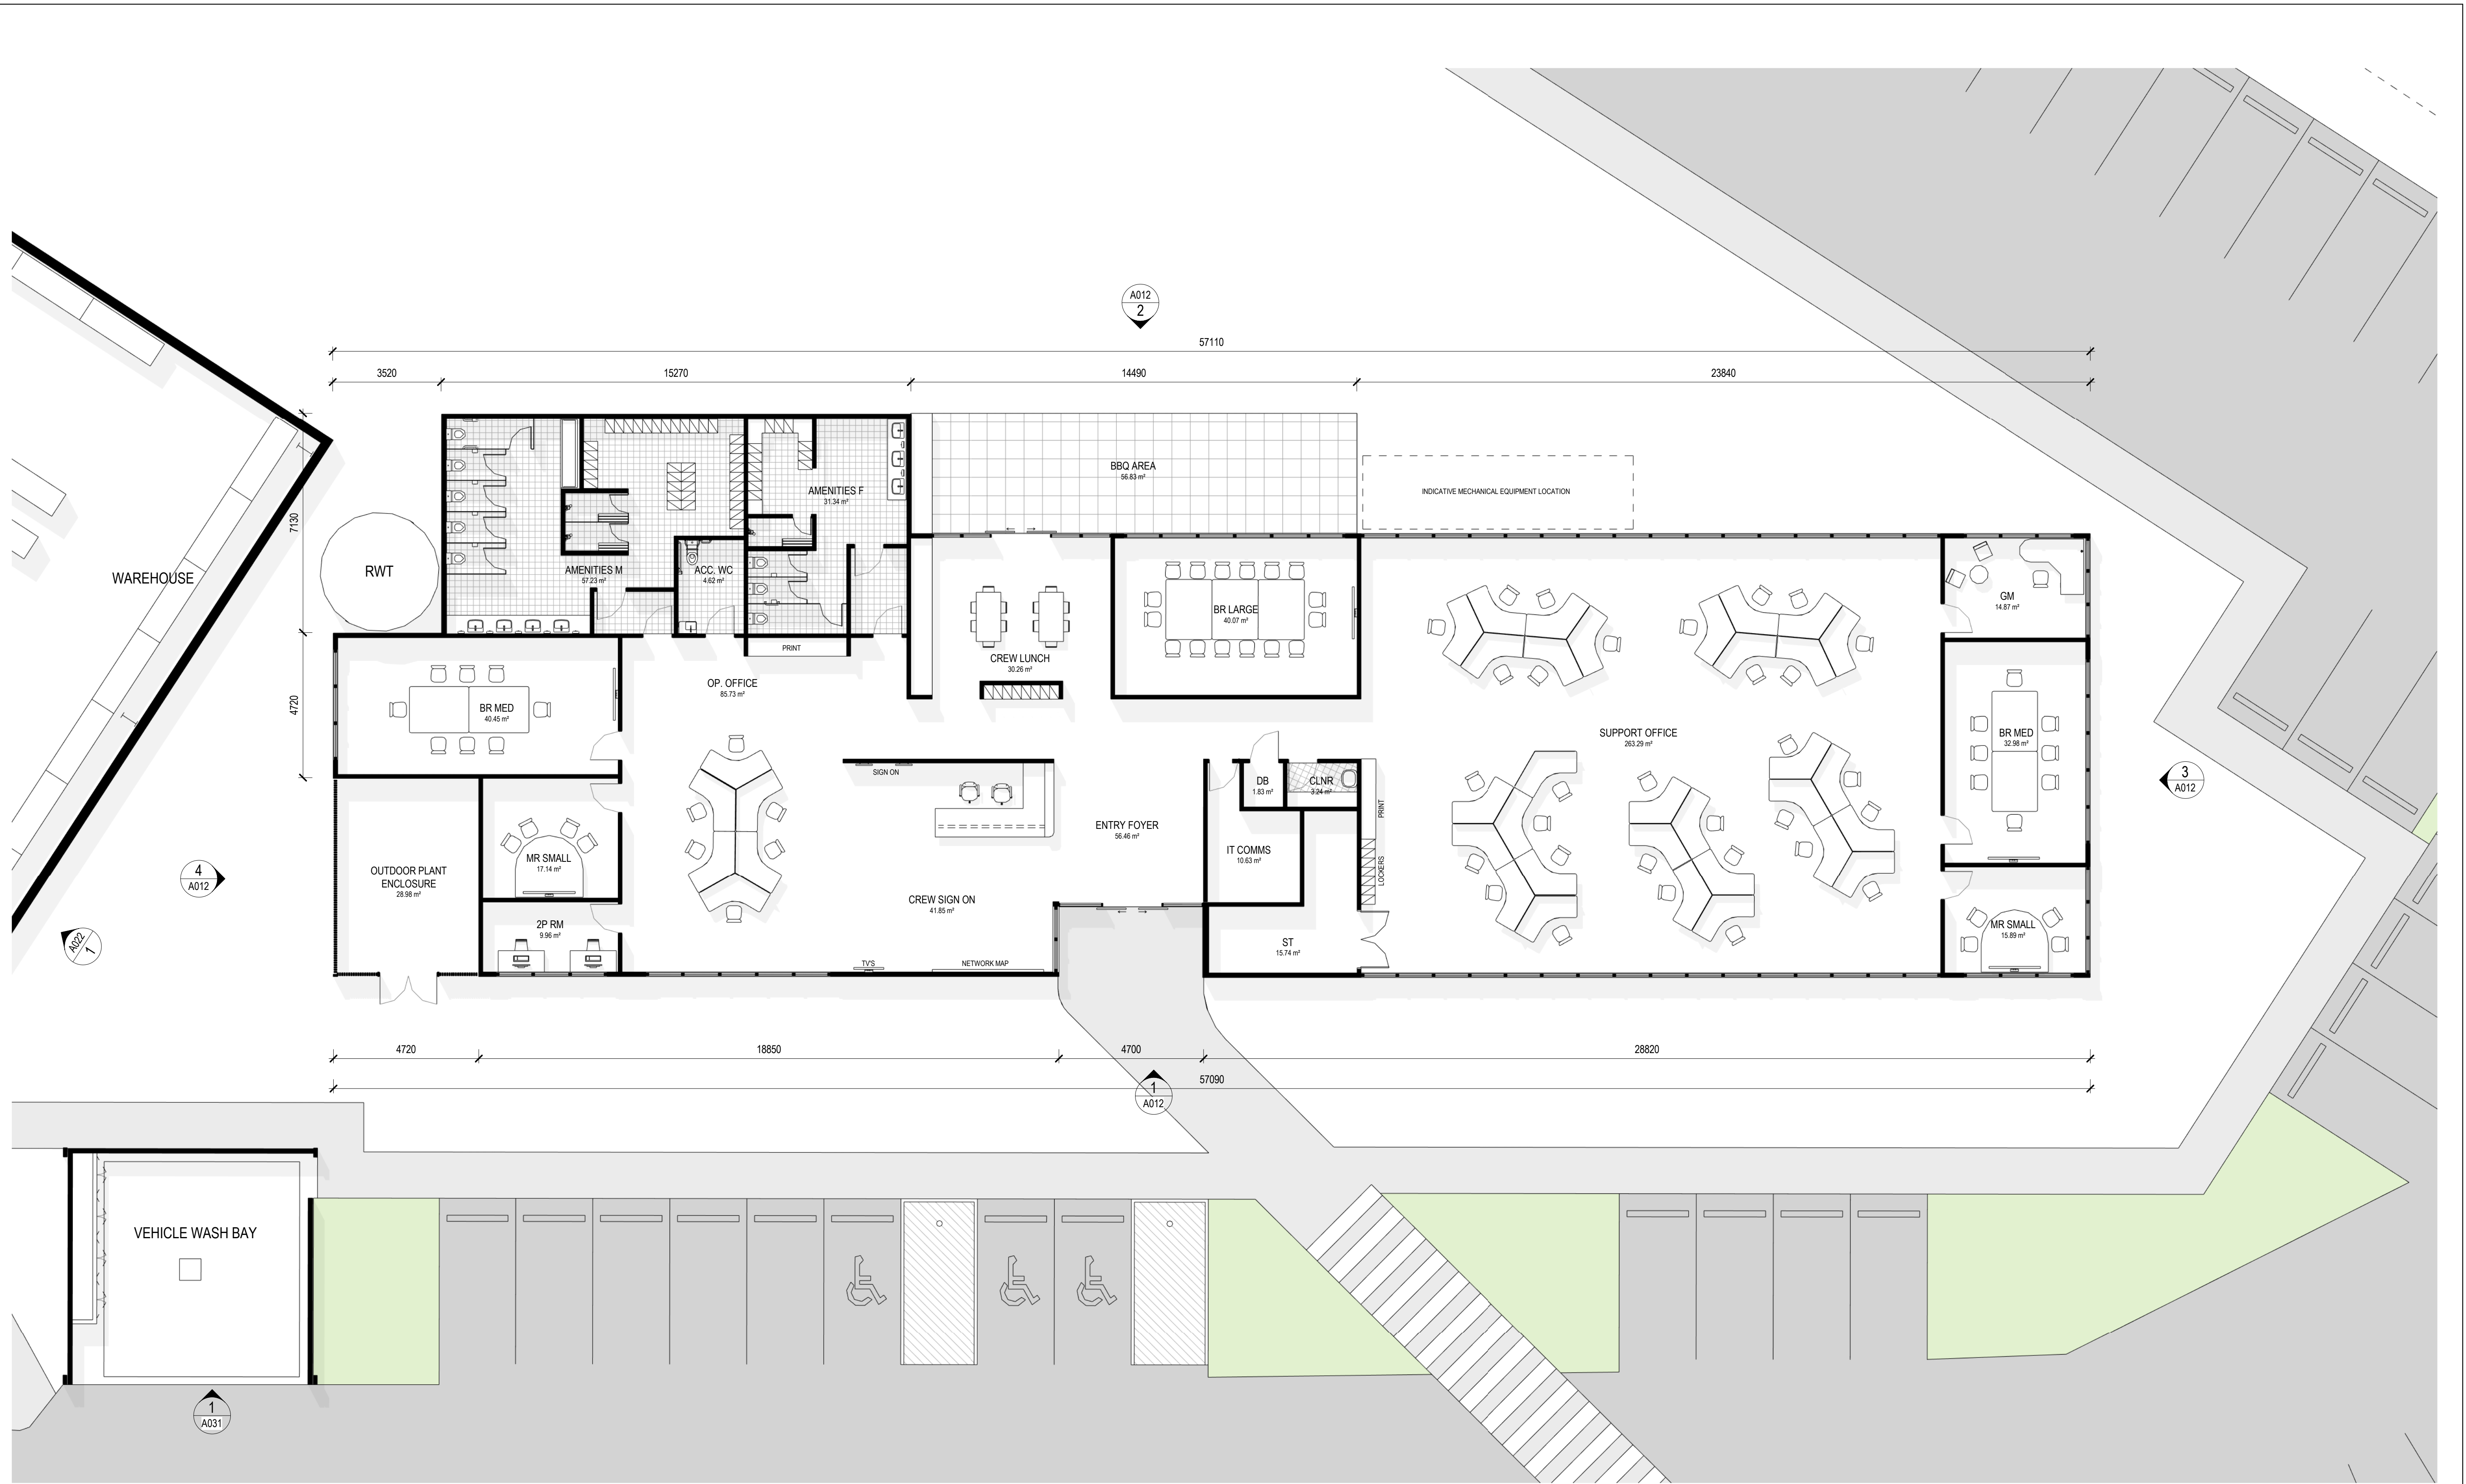 A012
2
57110
3520
15270
14490
23840
BBQ AREA
56.83 m²
AMENITIES F
31.34 m²
INDICATIVE MECHANICAL EQUIPMENT LOCATION
7130
WAREHOUSE
RWT
AMENITIES M
57.23 m²
ACC. WC
4.62 m²
BR LARGE
40.07 m²
GM
14.87 m²
PRINT
CREW LUNCH
30.26 m²
OP. OFFICE
85.73 m²
4720
BR MED
40.45 m²
SUPPORT OFFICE
263.29 m²
BR MED
32.98 m²
SIGN ON
DB
1.83 m²
CLNR
3.24 m²
3
A012
PRINT
ENTRY FOYER
56.46 m²
IT COMMS
10.63 m²
MR SMALL
17.14 m²
OUTDOOR PLANT
ENCLOSURE
28.98 m²
4
A012
LOCKERS
CREW SIGN ON
41.85 m²
2P RM
9.96 m²
MR SMALL
15.89 m²
A022
1
ST
15.74 m²
TV'S
NETWORK MAP
4720
18850
4700
28820
57090
1
A012
VEHICLE WASH BAY
1
A031